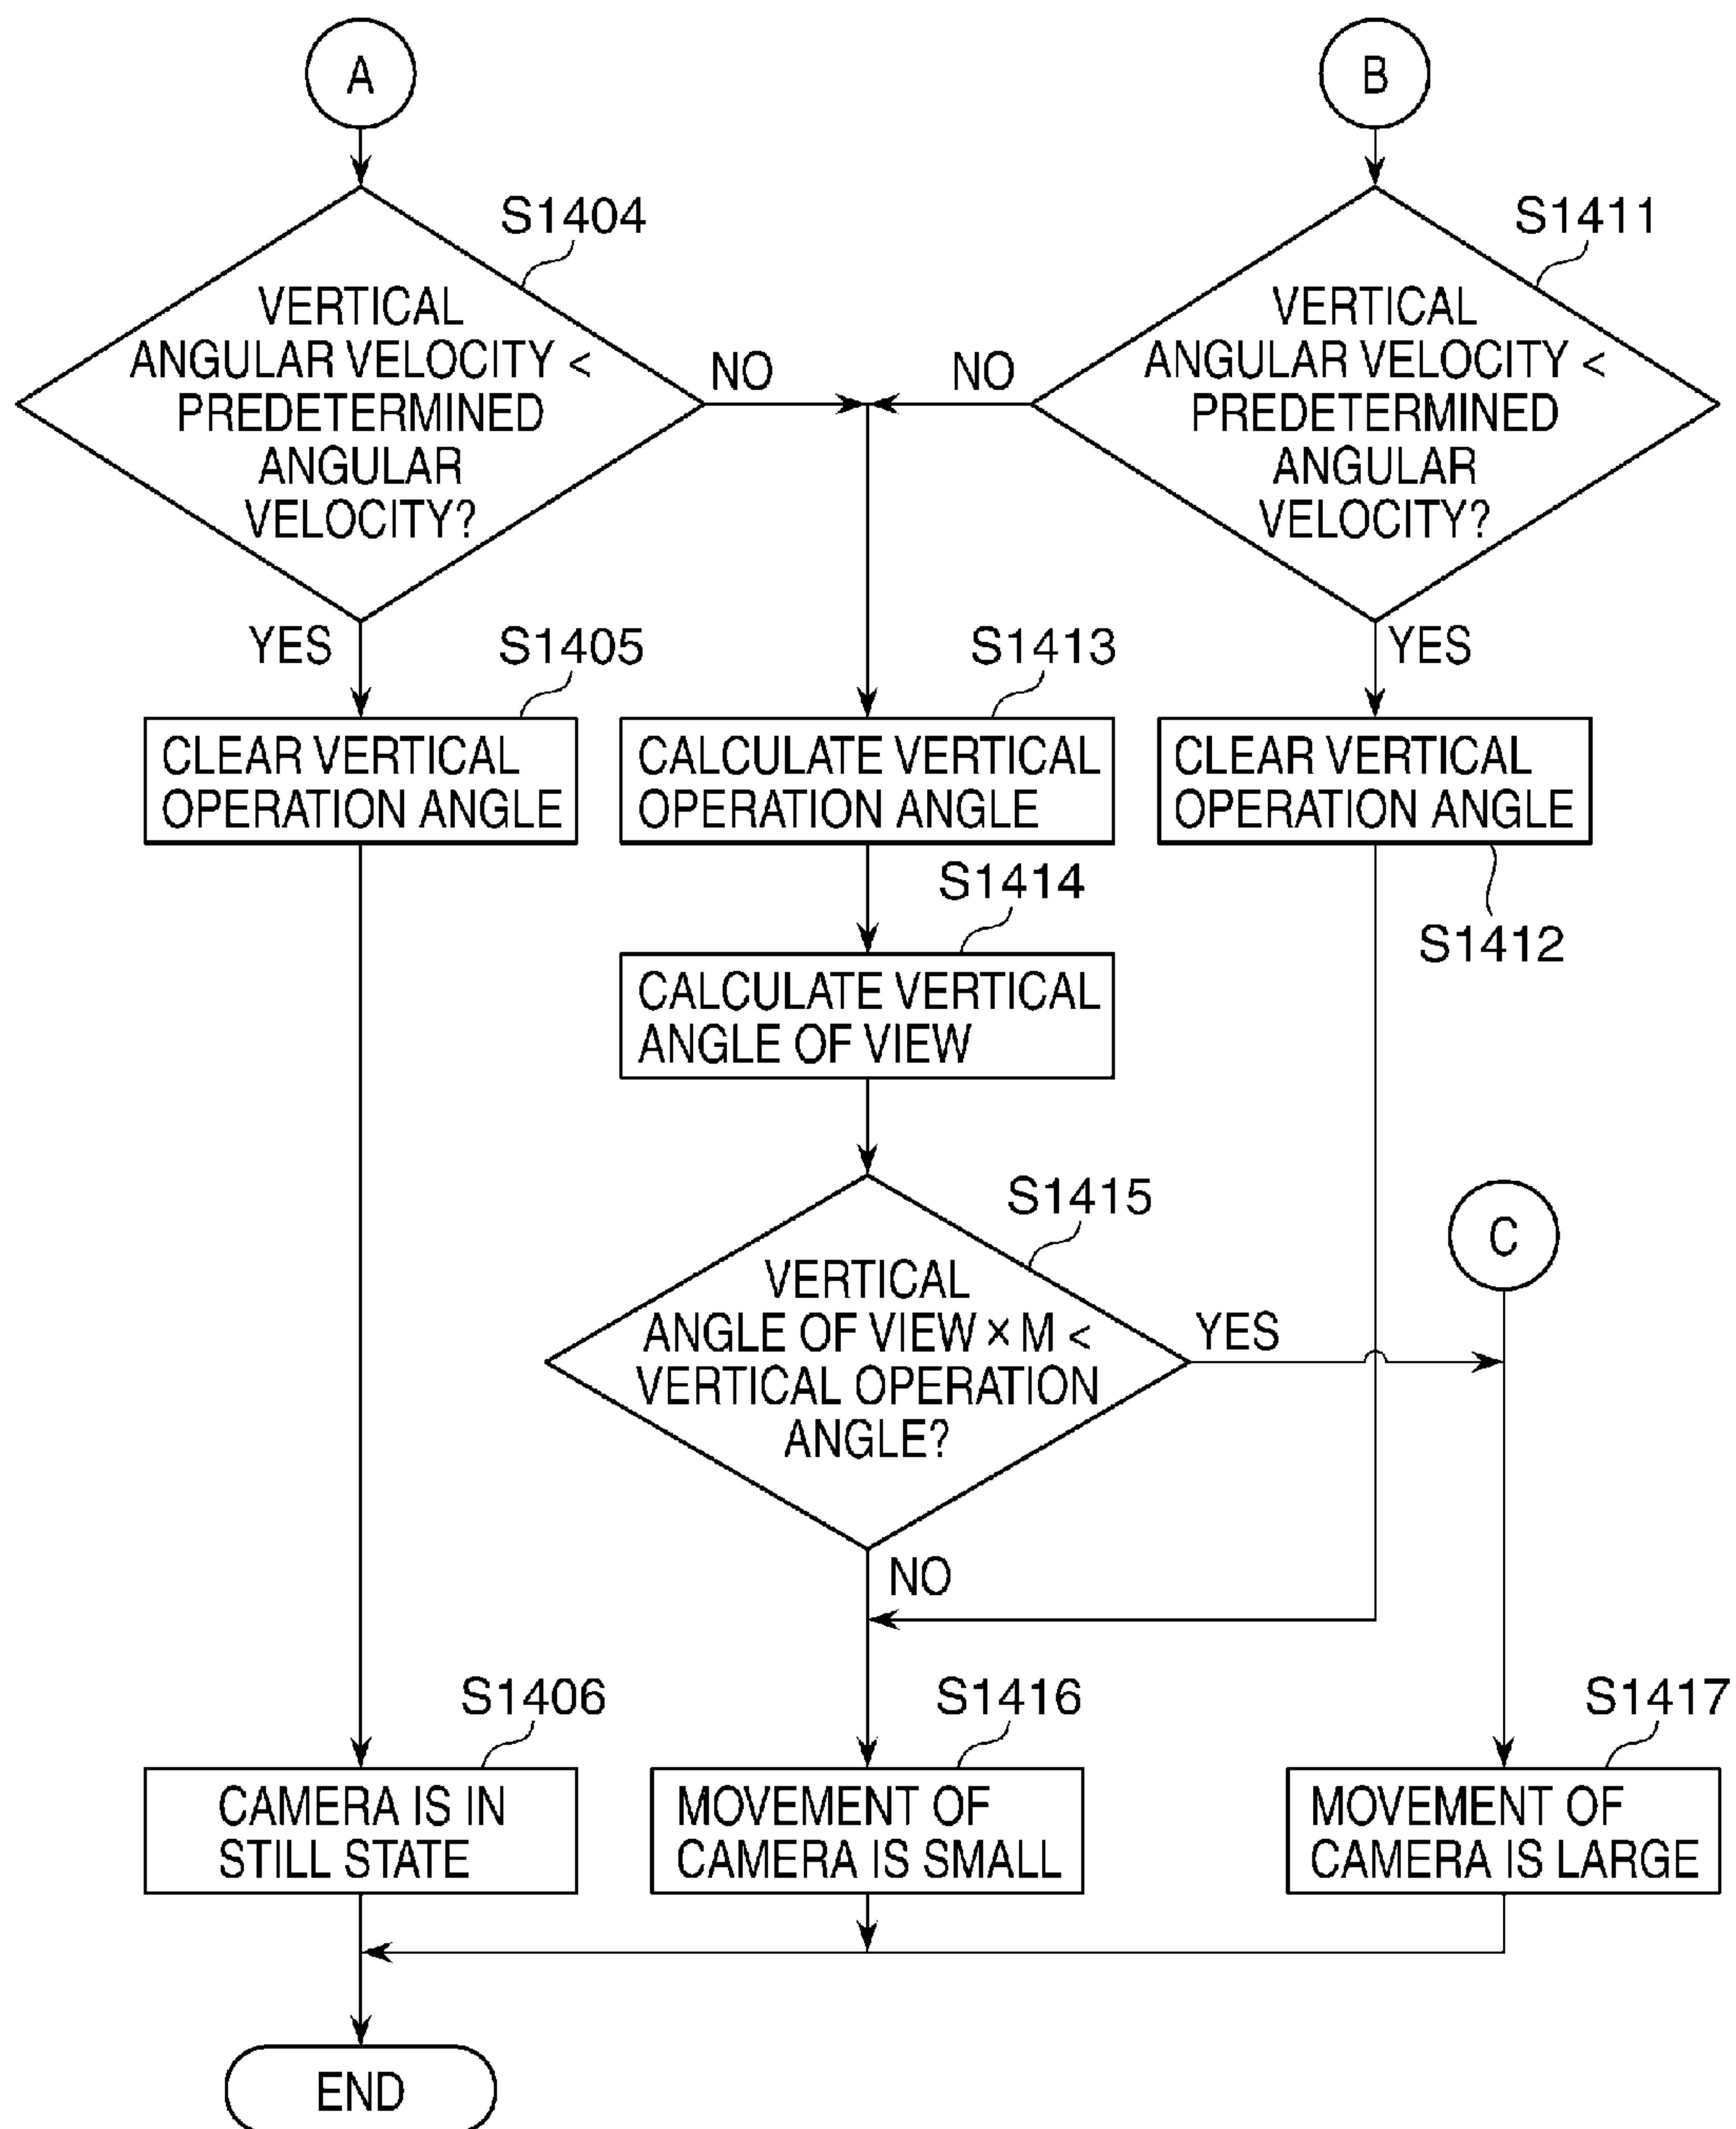 A
B
S1404
S1411
VERTICAL
ANGULAR VELOCITY <
PREDETERMINED
ANGULAR
VELOCITY?
NO
NO
VERTICAL
ANGULAR VELOCITY <
PREDETERMINED
ANGULAR
VELOCITY?
YES
S1405
S1413
YES
CLEAR VERTICAL
OPERATION ANGLE
CALCULATE VERTICAL
OPERATION ANGLE
CLEAR VERTICAL
OPERATION ANGLE
S1414
S1412
CALCULATE VERTICAL
ANGLE OF VIEW
S1415
C
VERTICAL
ANGLE OF VIEW × M <
VERTICAL OPERATION
ANGLE?
YES
NO
S1406
S1416
S1417
CAMERA IS IN
STILL STATE
MOVEMENT OF
CAMERA IS SMALL
MOVEMENT OF
CAMERA IS LARGE
END